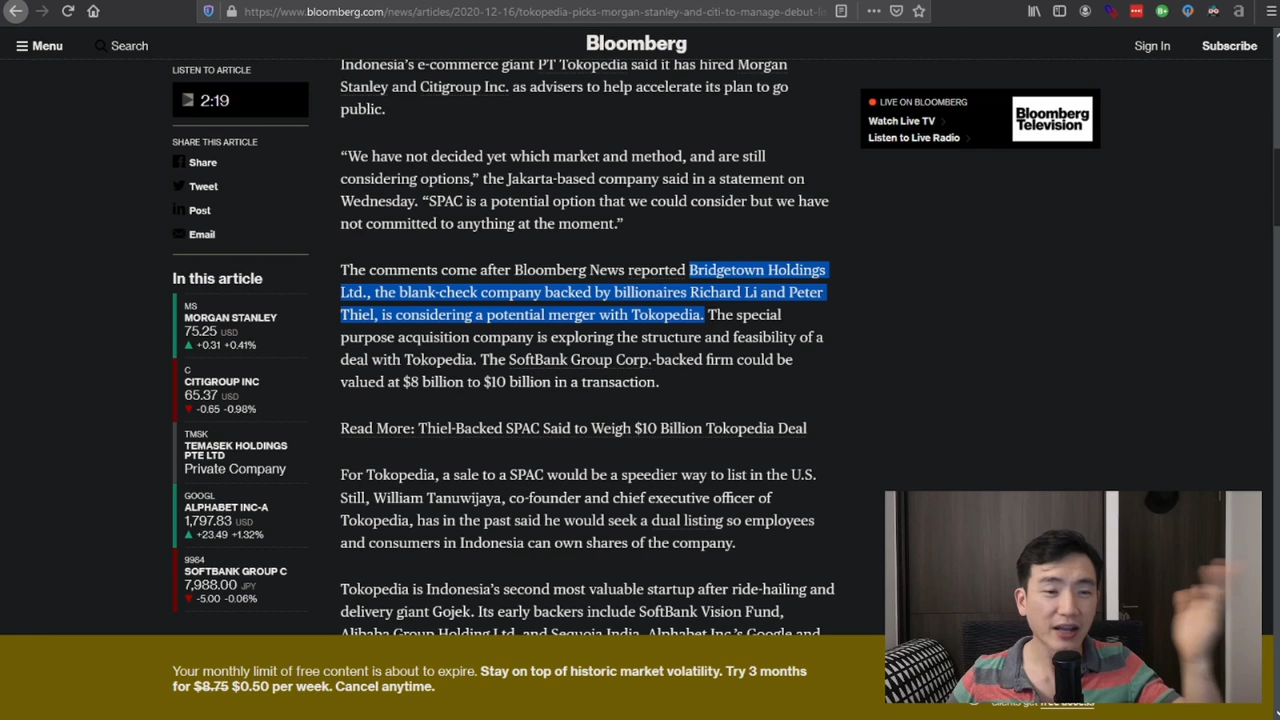 https://www.bloomberg.com/news/articles/2020-12-16/tokopedia-picks-morgan-stanley-and-citi-to-manage-debut-lis
Menu
Search
Bloomberg
Sign In
Subscribe
LISTEN TO ARTICLE
2:19
SHARE THIS ARTICLE
Share
Tweet
Post
Email
In this article
MS
MORGAN STANLEY
75.25 USD
▲ +0.31 +0.41%
C
CITIGROUP INC
65.37 USD
▼ -0.65 -0.98%
TMSK
TEMASEK HOLDINGS
PTE LTD
Private Company
GOOGL
ALPHABET INC-A
1,797.83 USD
▲ +23.49 +1.32%
9984
SOFTBANK GROUP C
7,988.00 JPY
▼ -5.00 -0.06%
Indonesia’s e-commerce giant PT Tokopedia said it has hired Morgan
Stanley and Citigroup Inc. as advisers to help accelerate its plan to go
public.
“We have not decided yet which market and method, and are still
considering options,” the Jakarta-based company said in a statement on
Wednesday. “SPAC is a potential option that we could consider but we have
not committed to anything at the moment.”
The comments come after Bloomberg News reported Bridgetown Holdings
Ltd., the blank-check company backed by billionaires Richard Li and Peter
Thiel, is considering a potential merger with Tokopedia. The special
purpose acquisition company is exploring the structure and feasibility of a
deal with Tokopedia. The SoftBank Group Corp.-backed firm could be
valued at $8 billion to $10 billion in a transaction.
Read More: Thiel-Backed SPAC Said to Weigh $10 Billion Tokopedia Deal
For Tokopedia, a sale to a SPAC would be a speedier way to list in the U.S.
Still, William Tanuwijaya, co-founder and chief executive officer of
Tokopedia, has in the past said he would seek a dual listing so employees
and consumers in Indonesia can own shares of the company.
Tokopedia is Indonesia’s second most valuable startup after ride-hailing and
delivery giant Gojek. Its early backers include SoftBank Vision Fund,
Alibaba Group Holding Ltd. and Sequoia India. Alphabet Inc.’s Google and
LIVE ON BLOOMBERG
Watch Live TV
Listen to Live Radio
Bloomberg
Television
Your monthly limit of free content is about to expire. Stay on top of historic market volatility. Try 3 months
for $8.75 $0.50 per week. Cancel anytime.